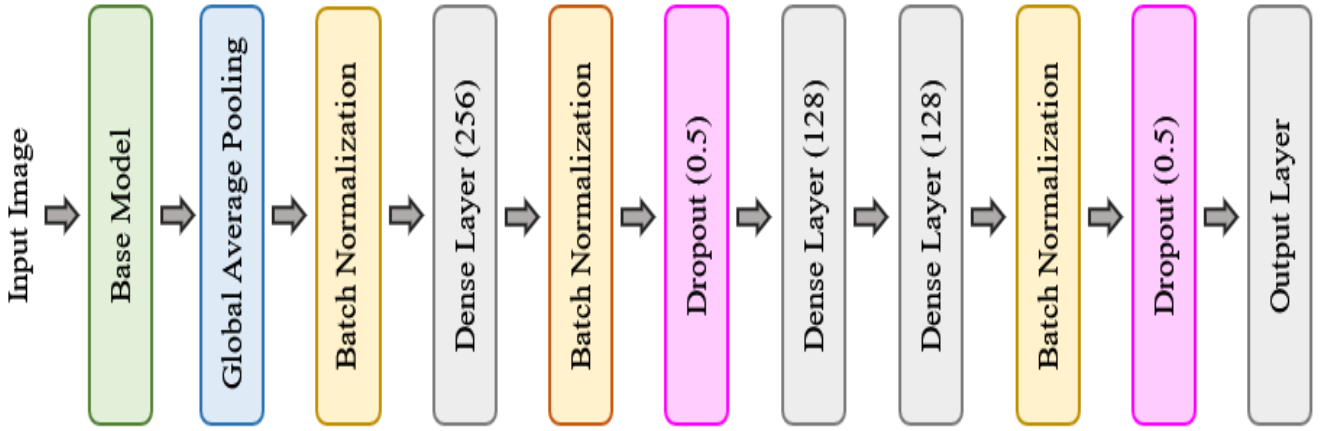 Input Image
Base Model
Global Average Pooling
Batch Normalization
Dense Layer (256)
Batch Normalization
Dropout (0.5)
Dense Layer (128)
Dense Layer (128)
Batch Normalization
Dropout (0.5)
Output Layer